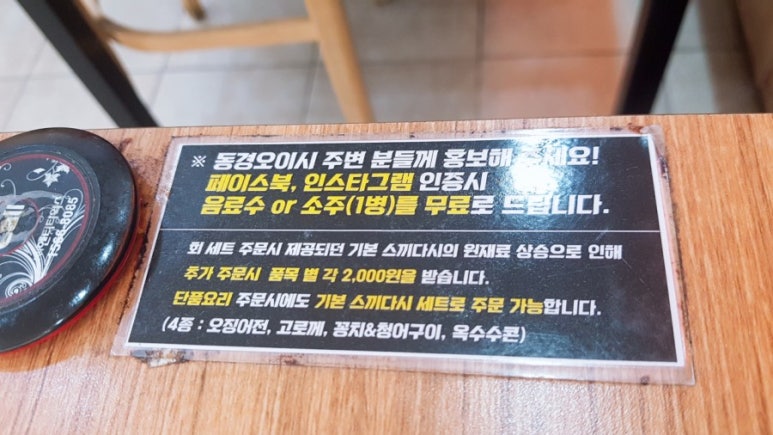 ※ 동경오이시 주변 분들께 홍보해 주세요!
페이스북, 인스타그램 인증시
음료수 or 소주(1병)를 무료로 드립니다.
회 세트 주문시 제공되던 기본 스끼다시의 원재료 상승으로 인해
추가 주문시 품목 별 각 2,000원을 받습니다.
단품요리 주문시에도 기본 스끼다시 세트로 주문 가능합니다.
(4종 : 오징어전, 고로께, 꽁치&청어구이, 옥수수콘)
1566-6085